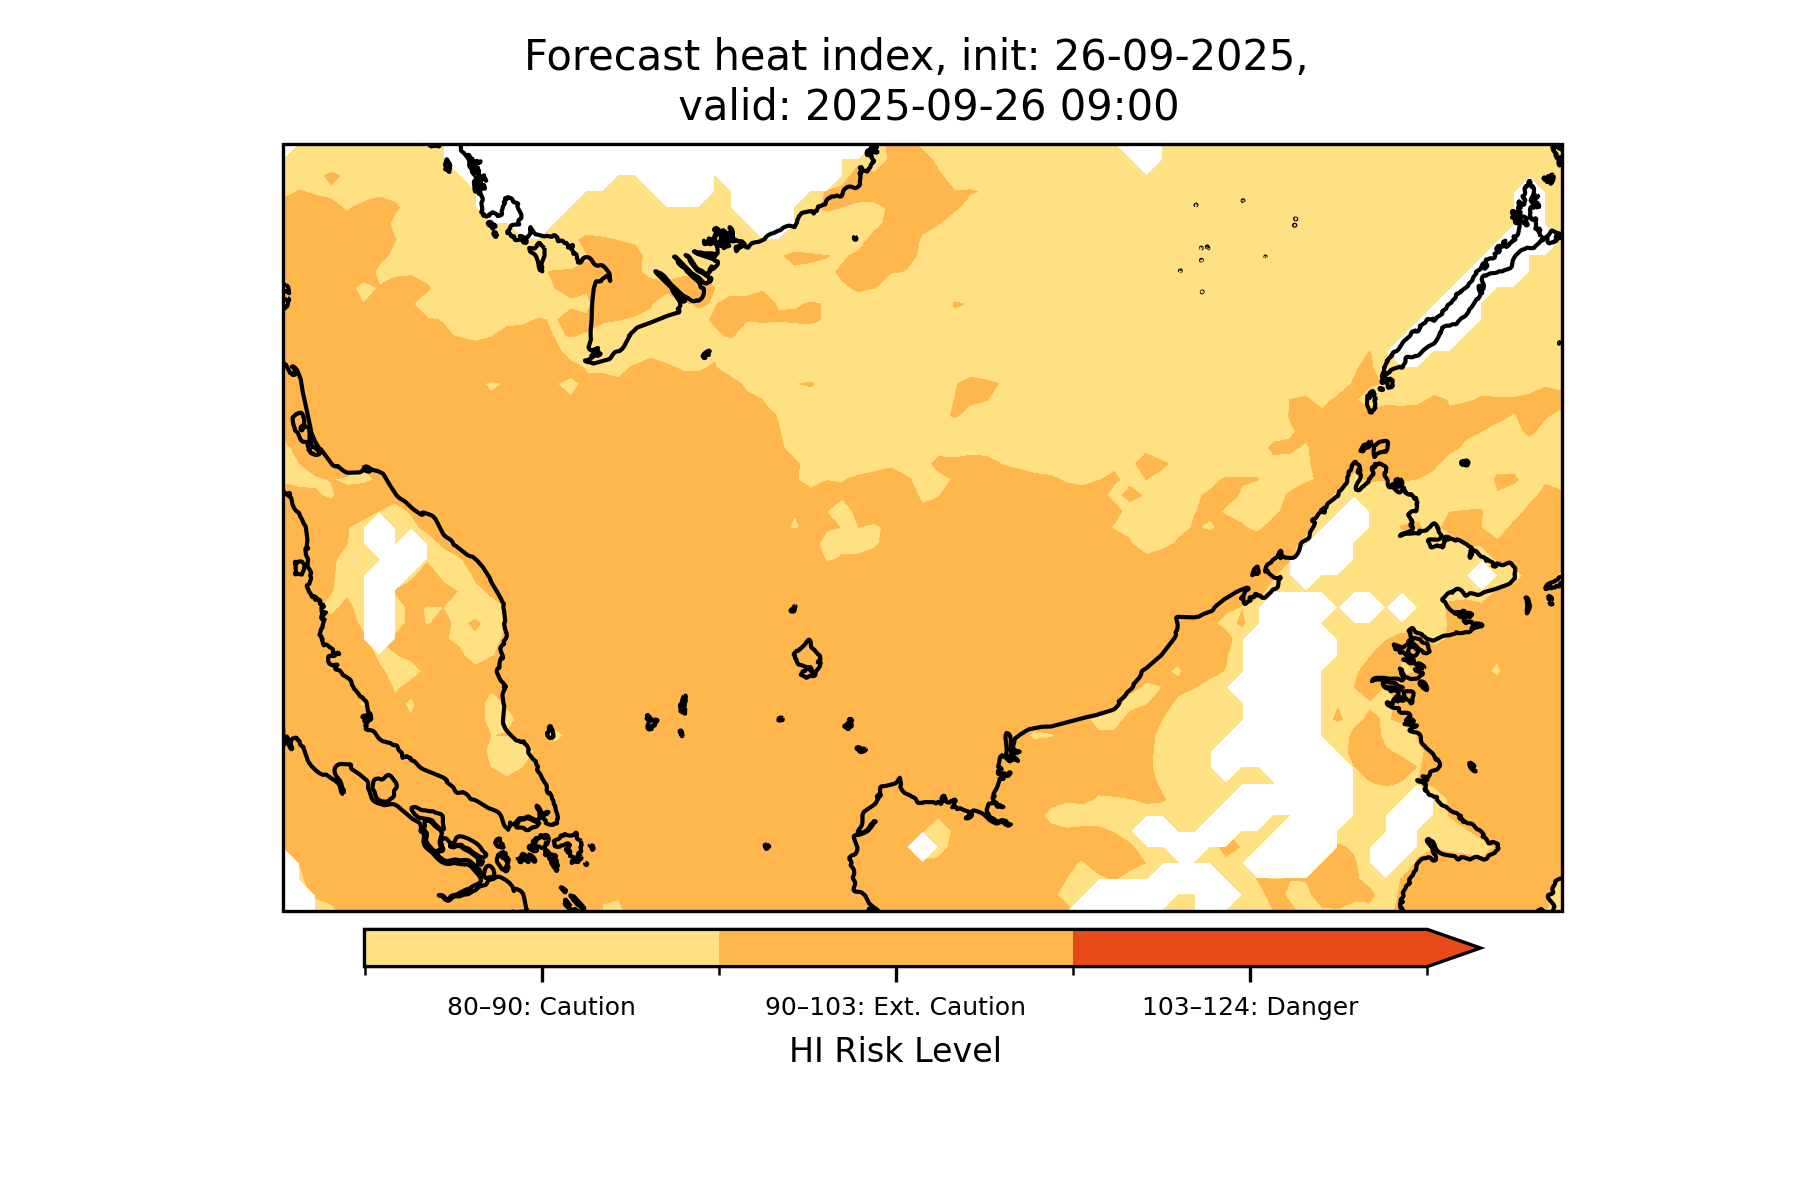 Forecast heat index, init: 26-09-2025,
valid: 2025-09-26 09:00
80–90: Caution
90–103: Ext. Caution
103–124: Danger
HI Risk Level